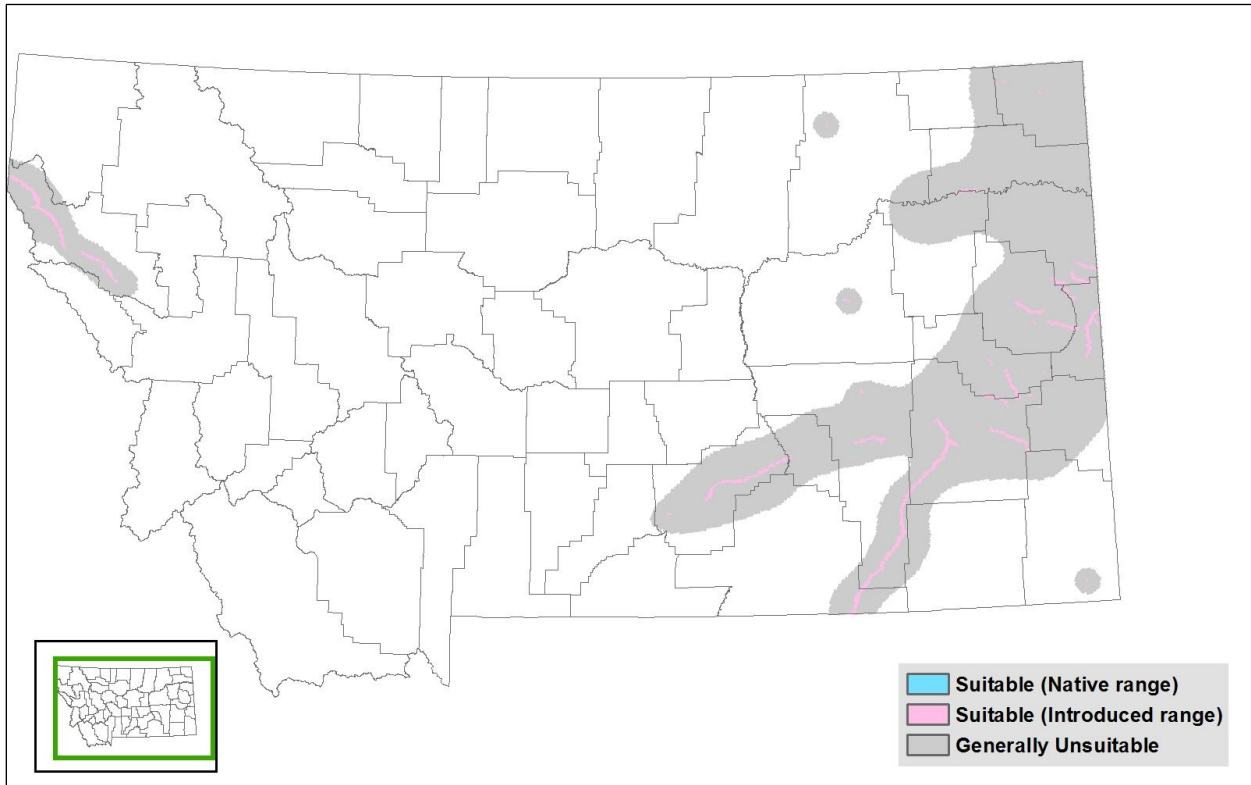 Suitable (Native range)
Suitable (Introduced range)
Generally Unsuitable